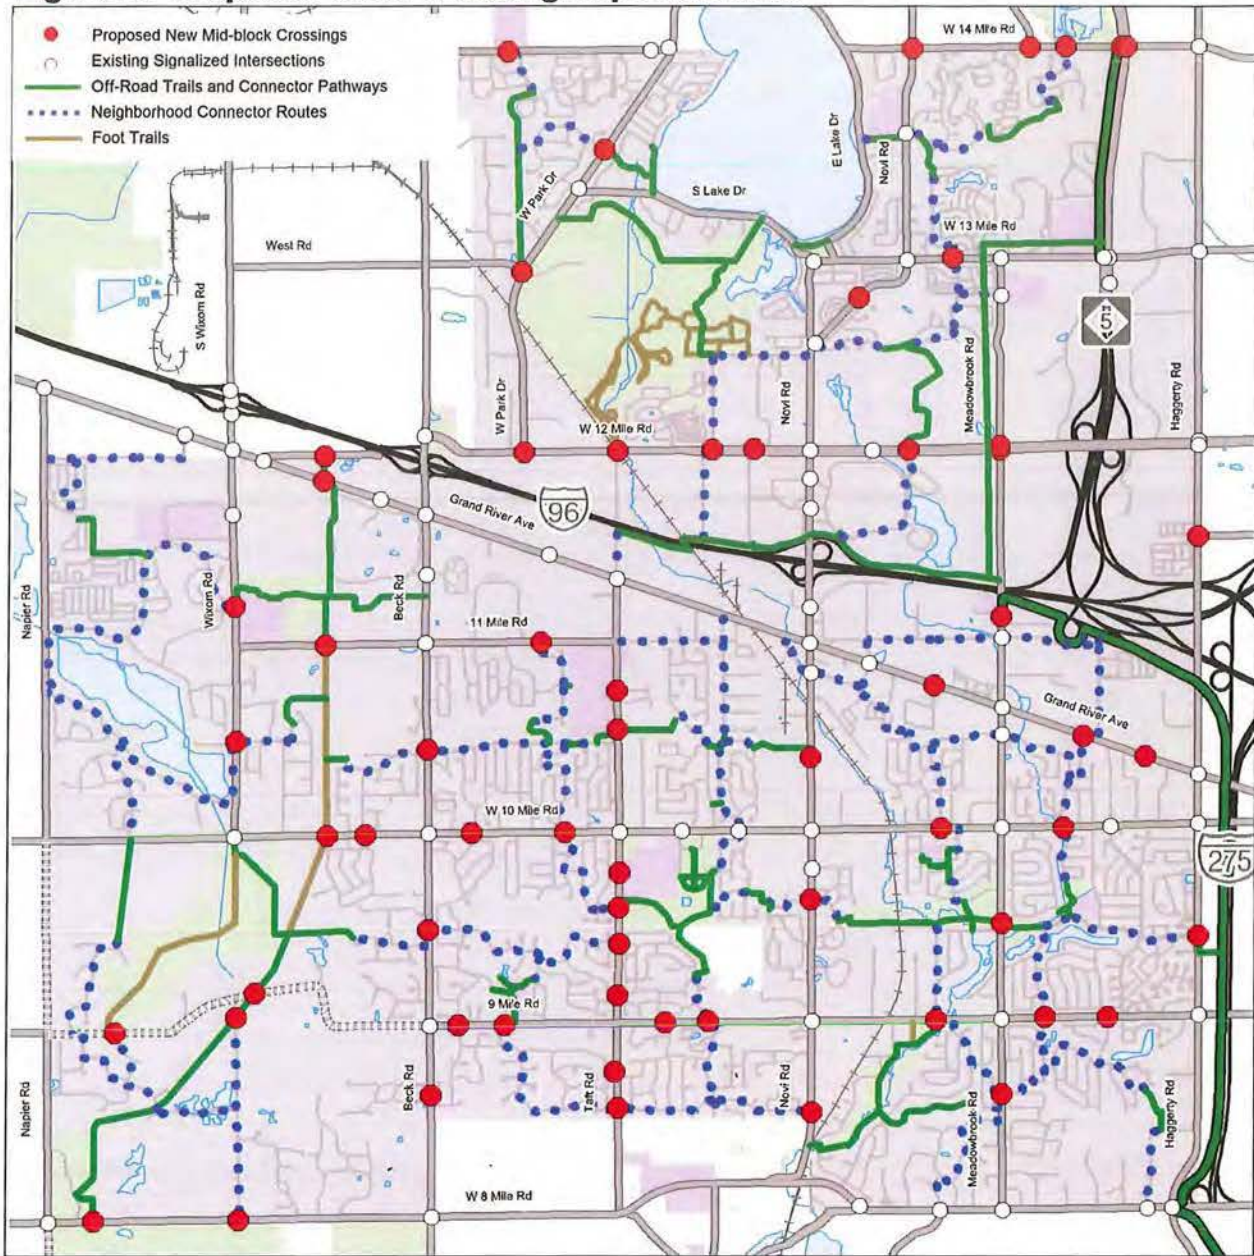 Proposed New Mid-block Crossings
Existing Signalized Intersections
Off-Road Trails and Connector Pathways
Neighborhood Connector Routes
Foot Trails
W 14 Mile Rd
E Lake Dr
Novi Rd
W Park Dr
S Lake Dr
W 13 Mile Rd
West Rd
S Wixom Rd
5
W Park Dr
Novi Rd
Meadowbrook Rd
Haggerty Rd
W 12 Mile Rd
Grand River Ave
96
Napier Rd
Wixom Rd
Beck Rd
11 Mile Rd
Grand River Ave
W 10 Mile Rd
275
9 Mile Rd
Napier Rd
Beck Rd
Taft Rd
Novi Rd
Meadowbrook Rd
Haggerty Rd
W 8 Mile Rd